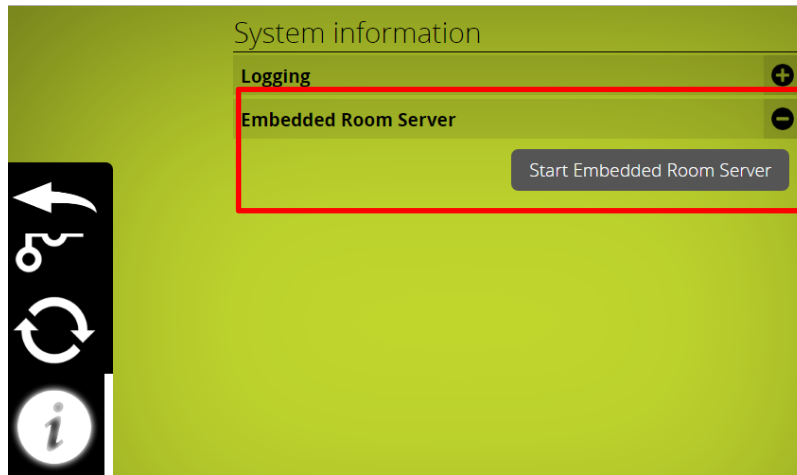 System information
Logging
Embedded Room Server
Start Embedded Room Server
i